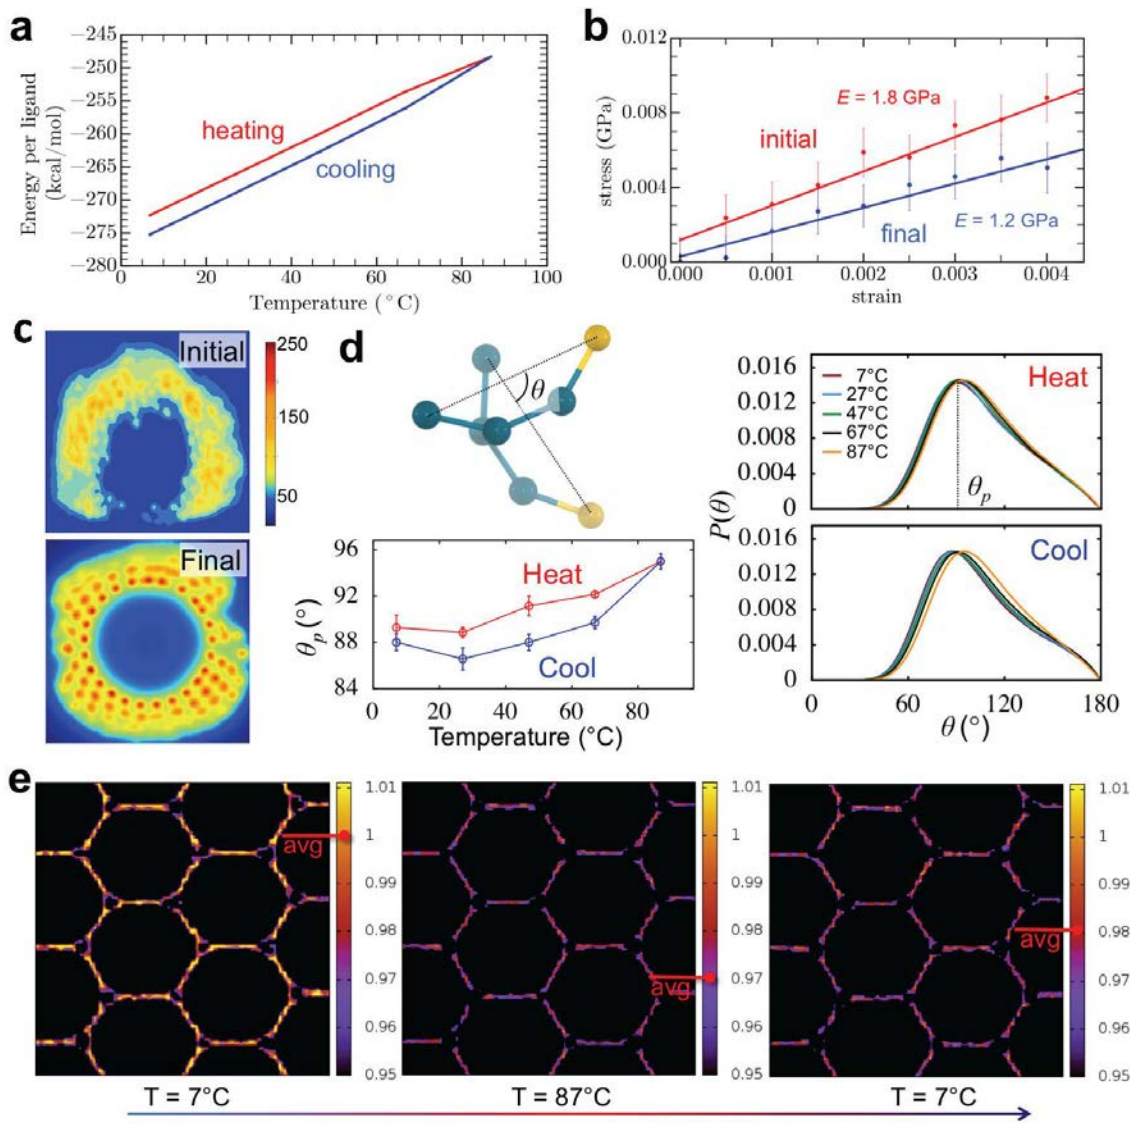 a
−245
−250
−255
−260
−265
−270
−275
−280
Energy per ligand
(kcal/mol)
heating
cooling
0
20
40
60
80
100
Temperature (°C)
b
0.012
0.008
0.004
0.000
stress (GPa)
E = 1.8 GPa
initial
E = 1.2 GPa
final
0.000
0.001
0.002
0.003
0.004
strain
c
Initial
250
150
50
Final
d
θ
96
92
88
84
θp (°)
Heat
Cool
0
20
40
60
80
Temperature (°C)
P(θ)
0.016
0.012
0.008
0.004
0
7°C
27°C
47°C
67°C
87°C
Heat
θp
0.016
0.012
0.008
0.004
0
Cool
0
60
120
180
θ (°)
e
avg
1.01
1
0.99
0.98
0.97
0.96
0.95
avg
1.01
1
0.99
0.98
0.97
0.96
0.95
avg
1.01
1
0.99
0.98
0.97
0.96
0.95
T = 7°C
T = 87°C
T = 7°C